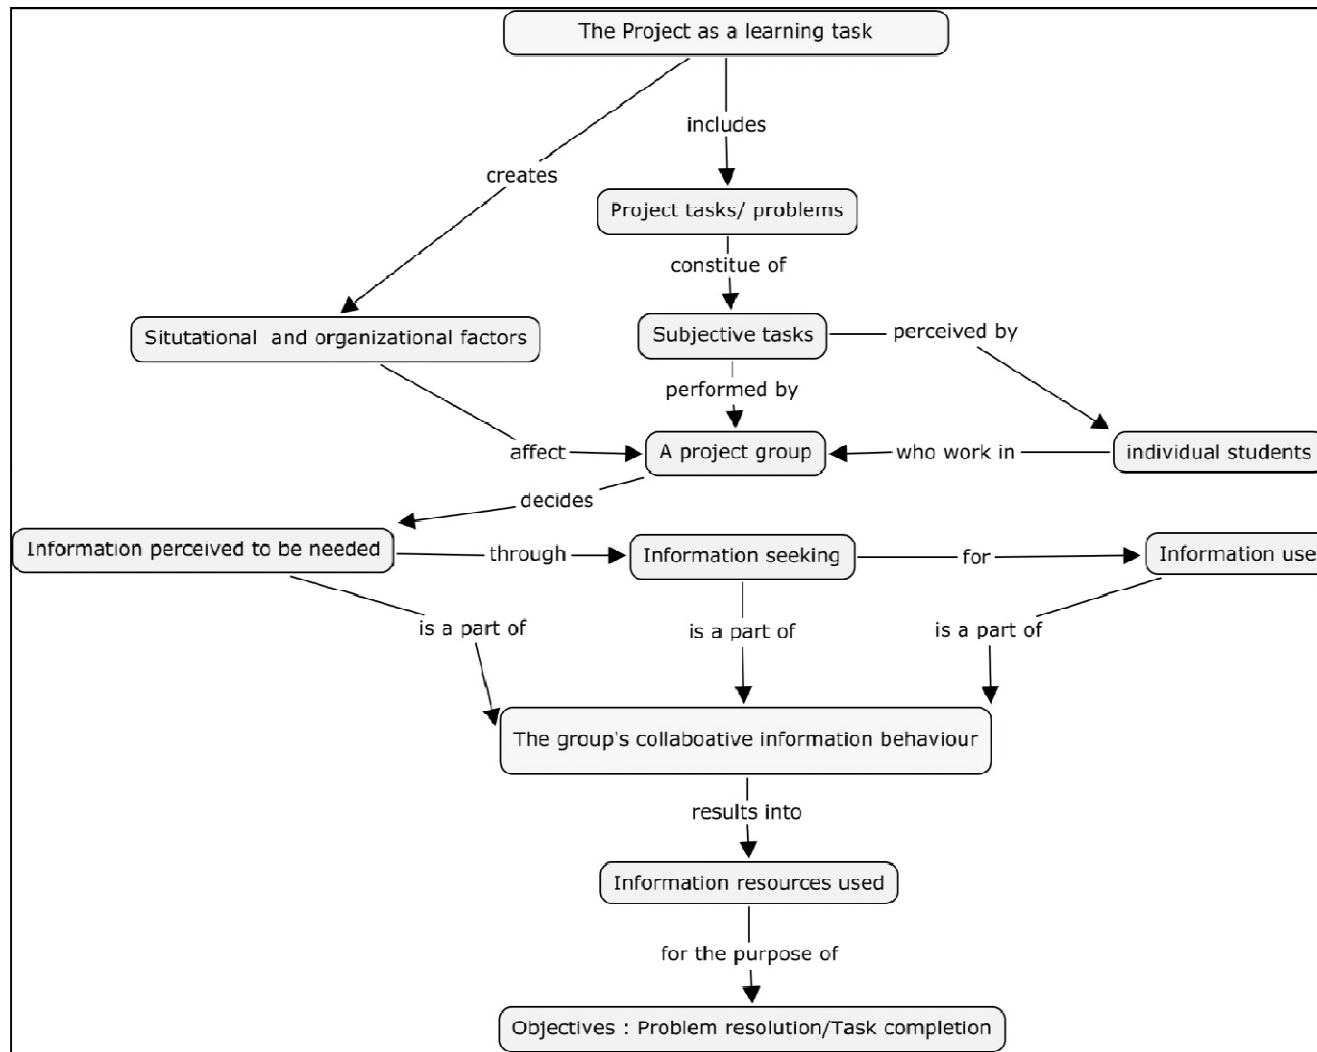 The Project as a learning task
includes
creates
Project tasks/ problems
constitue of
Situtational  and organizational factors
Subjective tasks
perceived by
performed by
affect
A project group
who work in
individual students
decides
Information perceived to be needed
through
Information seeking
for
Information use
is a part of
is a part of
is a part of
The group's collaboative information behaviour
results into
Information resources used
for the purpose of
Objectives : Problem resolution/Task completion